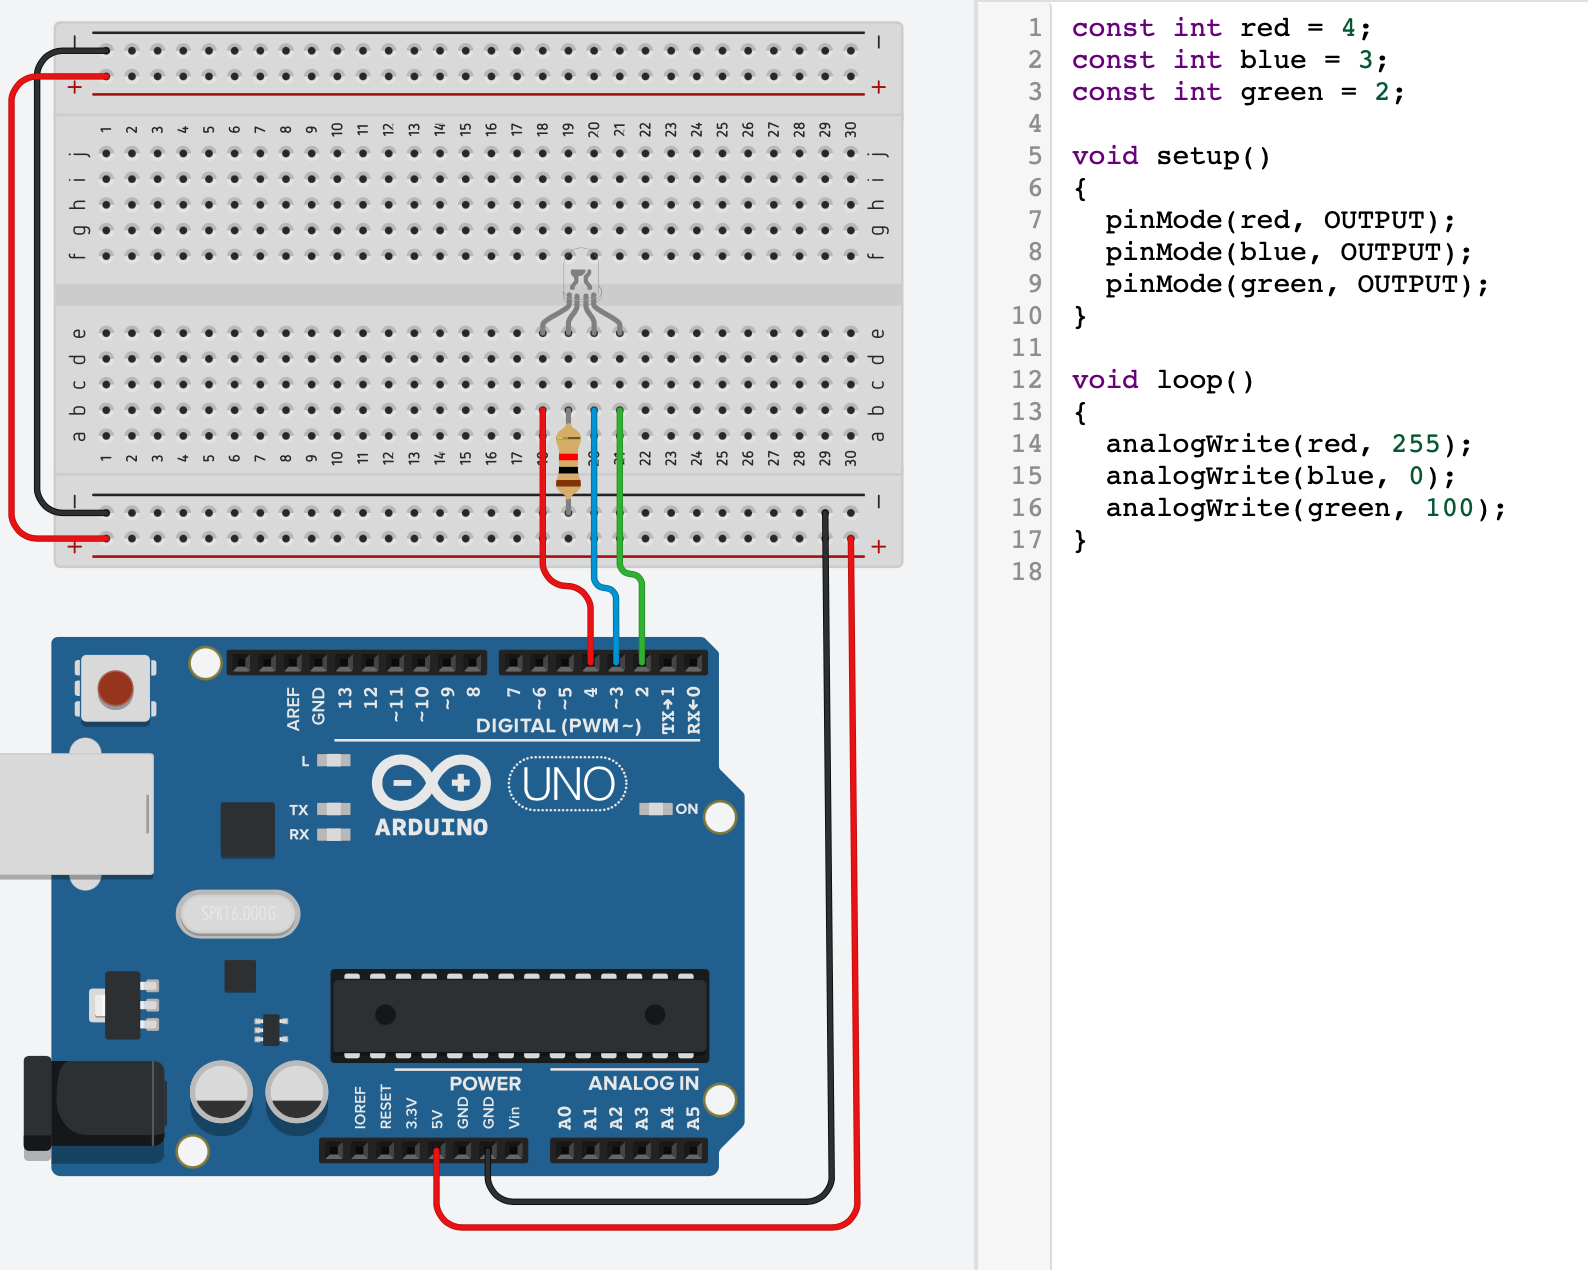 − −
+ +
1 2 3 4 5 6 7 8 9 10 11 12 13 14 15 16 17 18 19 20 21 22 23 24 25 26 27 28 29 30
j j
i i
h h
g g
f f
e e
d d
c c
b b
a a
1 2 3 4 5 6 7 8 9 10 11 12 13 14 15 16 17 22 23 24 25 26 27 28 29 30
− −
+ +
AREF GND 13 12 ~11 ~10 ~9 8 7 ~6 ~5 4 ~3 2 TX→1 RX←0
DIGITAL (PWM ~)
L
TX
RX
ARDUINO
UNO
ON
SPK16.000G
POWER
ANALOG IN
IOREF RESET 3.3V 5V GND GND Vin A0 A1 A2 A3 A4 A5
1 const int red = 4;
2 const int blue = 3;
3 const int green = 2;
4
5 void setup()
6 {
7   pinMode(red, OUTPUT);
8   pinMode(blue, OUTPUT);
9   pinMode(green, OUTPUT);
10 }
11
12 void loop()
13 {
14   analogWrite(red, 255);
15   analogWrite(blue, 0);
16   analogWrite(green, 100);
17 }
18